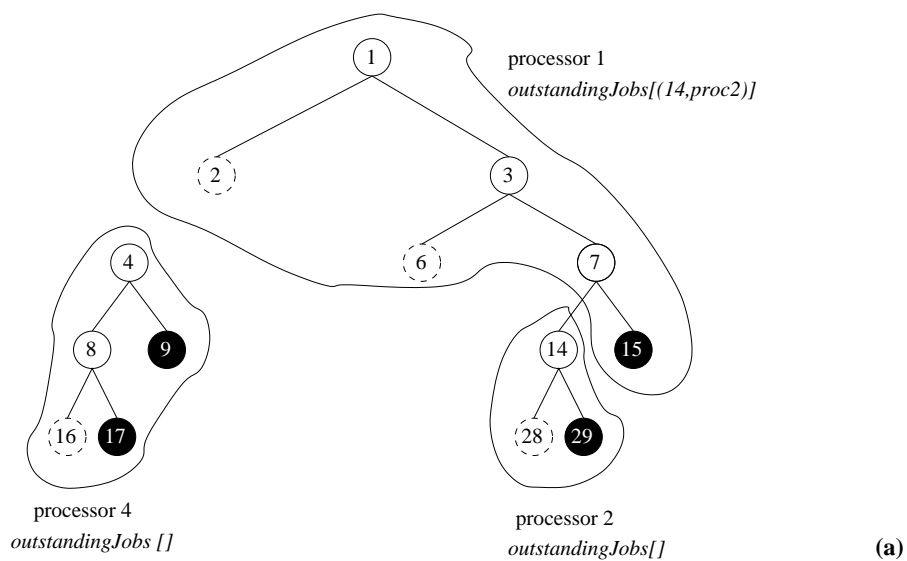 1
processor 1
outstandingJobs[(14,proc2)]
2
3
4
6
7
8
9
14
15
16
17
28
29
processor 4
outstandingJobs []
processor 2
outstandingJobs[]
(a)